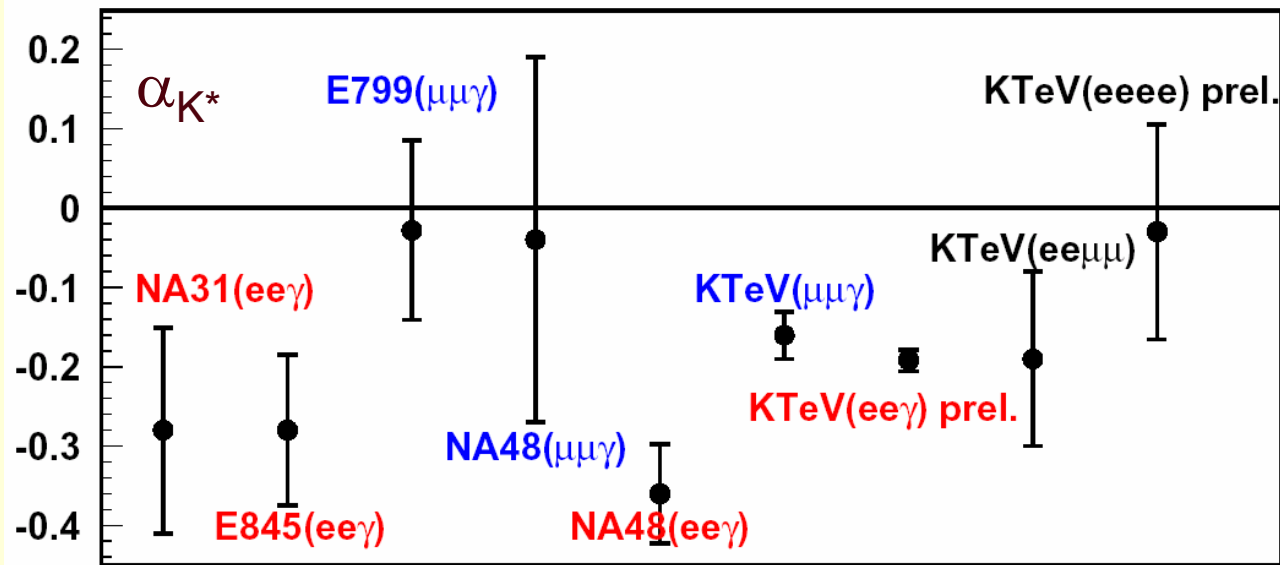 0.2
0.1
0
-0.1
-0.2
-0.3
-0.4
αK*
E799(μμγ)
KTeV(eeee) prel.
KTeV(eeμμ)
NA31(eeγ)
KTeV(μμγ)
KTeV(eeγ) prel.
NA48(μμγ)
E845(eeγ)
NA48(eeγ)